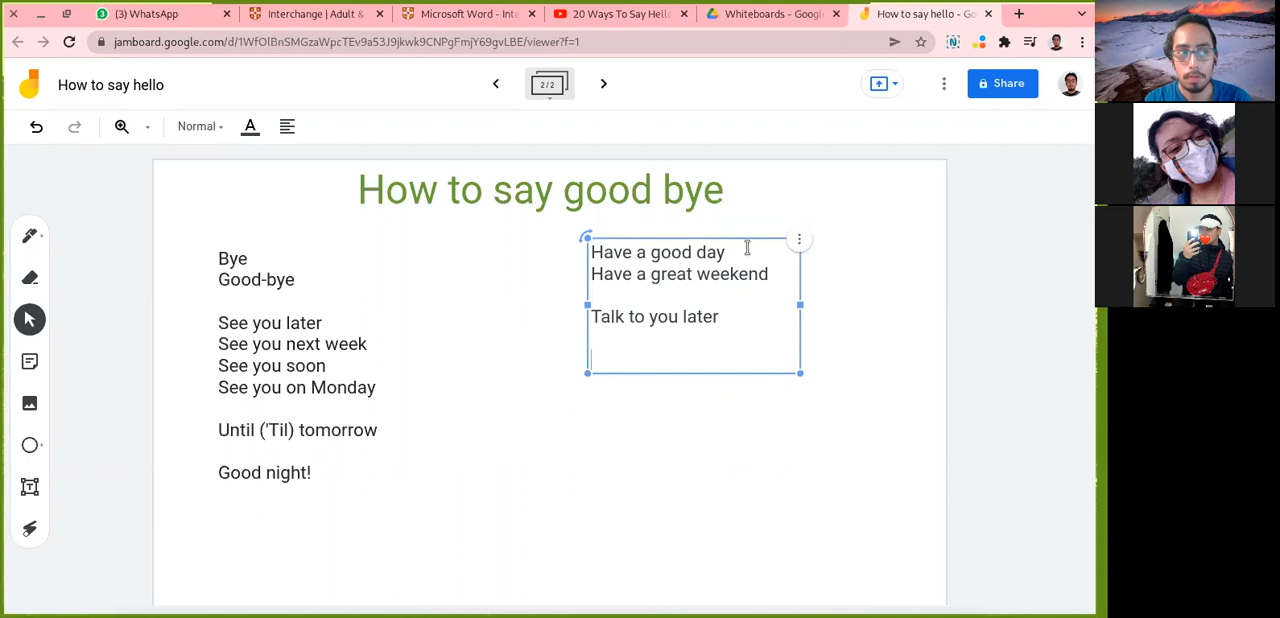 (3) WhatsApp
Interchange | Adult &
Microsoft Word - Inte
20 Ways To Say Hello
Whiteboards - Google
How to say hello - Go
jamboard.google.com/d/1WfOlBnSMGzaWpcTEv9a53J9jkwk9CNPgFmjY69gvLBE/viewer?f=1
How to say hello
2/2
Share
Normal
A
How to say good bye
Bye
Good-bye
See you later
See you next week
See you soon
See you on Monday
Until ('Til) tomorrow
Good night!
Have a good day
Have a great weekend
Talk to you later